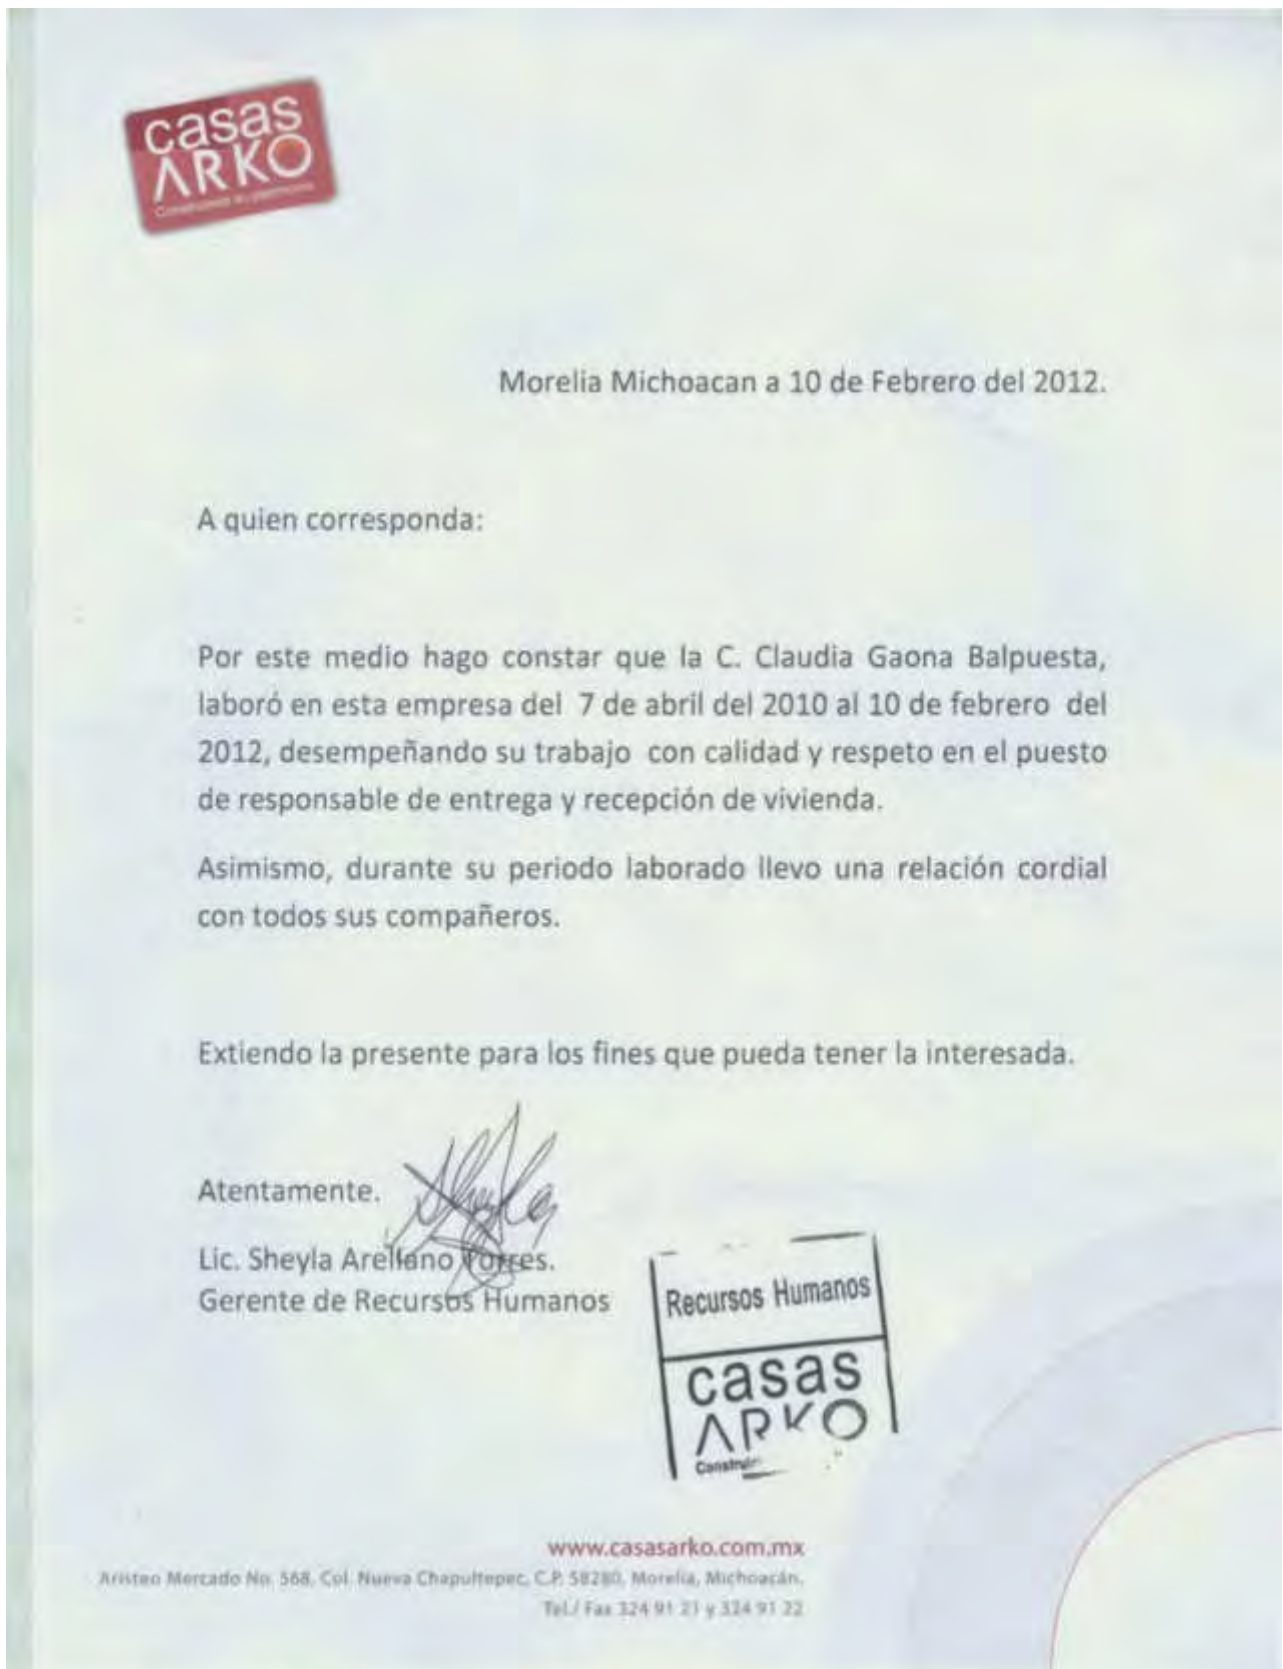 casas
ARKO
Construyendo su patrimonio
Morelia Michoacan a 10 de Febrero del 2012.
A quien corresponda:
Por este medio hago constar que la C. Claudia Gaona Balpuesta,
laboró en esta empresa del 7 de abril del 2010 al 10 de febrero del
2012, desempeñando su trabajo con calidad y respeto en el puesto
de responsable de entrega y recepción de vivienda.
Asimismo, durante su periodo laborado llevo una relación cordial
con todos sus compañeros.
Extiendo la presente para los fines que pueda tener la interesada.
Atentamente.
Lic. Sheyla Arellano Torres.
Gerente de Recursos Humanos
Recursos Humanos
casas
ARKO
www.casasarko.com.mx
Aristeo Mercado No. 568, Col. Nueva Chapultepec, C.P. 58280, Morelia, Michoacán.
Tel./ Fax 324 91 21 y 324 91 22